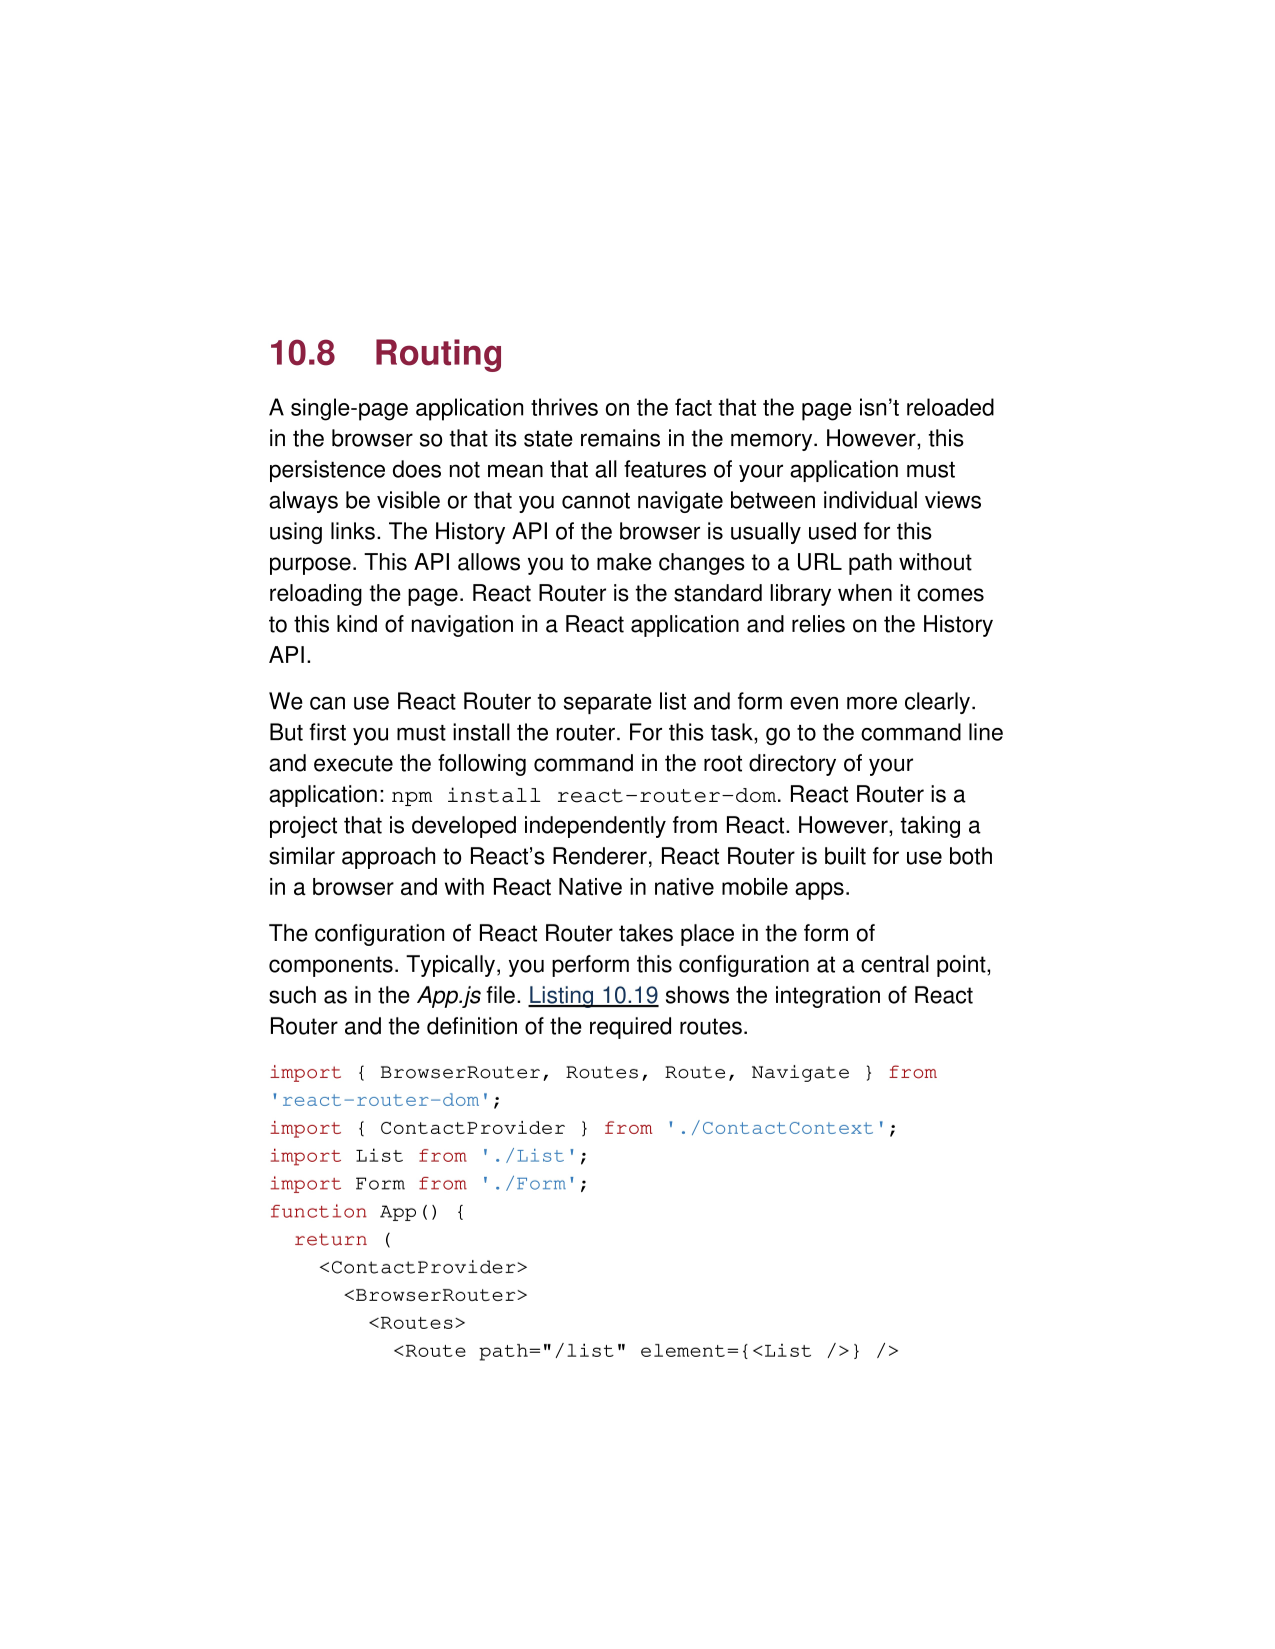 10.8 Routing
A single-page application thrives on the fact that the page isn’t reloaded
in the browser so that its state remains in the memory. However, this
persistence does not mean that all features of your application must
always be visible or that you cannot navigate between individual views
using links. The History API of the browser is usually used for this
purpose. This API allows you to make changes to a URL path without
reloading the page. React Router is the standard library when it comes
to this kind of navigation in a React application and relies on the History
API.
We can use React Router to separate list and form even more clearly.
But first you must install the router. For this task, go to the command line
and execute the following command in the root directory of your
application: npm install react-router-dom. React Router is a
project that is developed independently from React. However, taking a
similar approach to React’s Renderer, React Router is built for use both
in a browser and with React Native in native mobile apps.
The configuration of React Router takes place in the form of
components. Typically, you perform this configuration at a central point,
such as in the App.js file. Listing 10.19 shows the integration of React
Router and the definition of the required routes.
import { BrowserRouter, Routes, Route, Navigate } from
'react-router-dom';
import { ContactProvider } from './ContactContext';
import List from './List';
import Form from './Form';
function App() {
  return (
    <ContactProvider>
      <BrowserRouter>
        <Routes>
          <Route path="/list" element={<List />} />